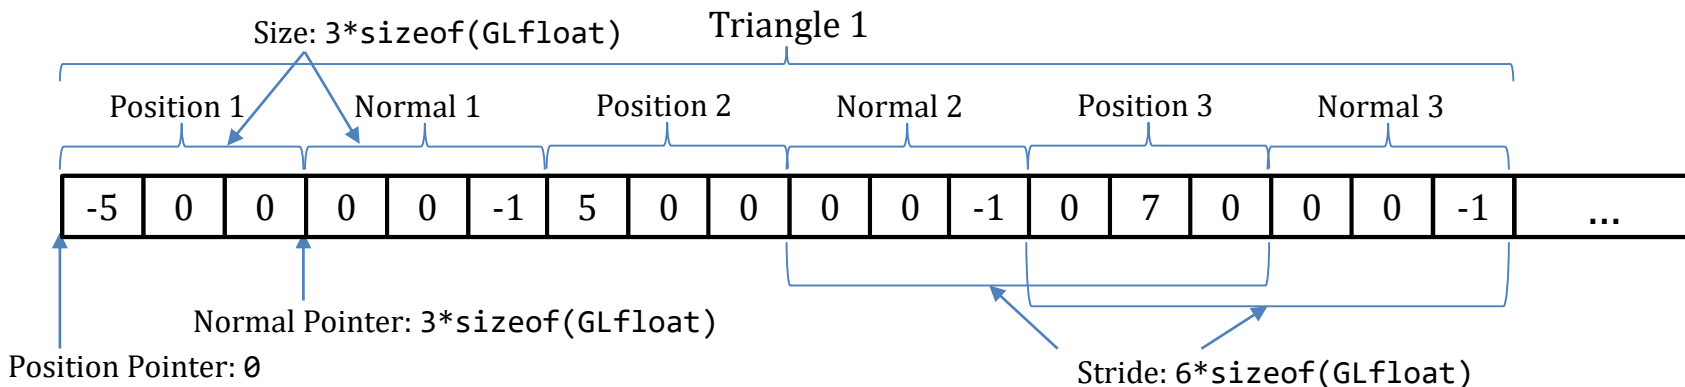 Size: 3*sizeof(GLfloat) Triangle 1
Position 1 Normal 1 Position 2 Normal 2 Position 3 Normal 3
-5 0 0 0 0 -1 5 0 0 0 0 -1 0 7 0 0 0 -1 ...
Normal Pointer: 3*sizeof(GLfloat)
Position Pointer: 0 Stride: 6*sizeof(GLfloat)